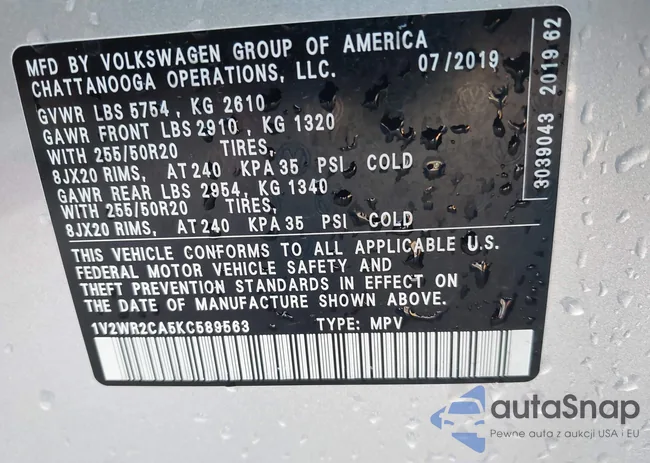 MFD BY VOLKSWAGEN GROUP OF AMERICA
CHATTANOOGA OPERATIONS, LLC. 07/2019
GVWR LBS 5754 , KG 2610
GAWR FRONT LBS 2910 , KG 1320
WITH 255/50R20 TIRES,
8JX20 RIMS, AT 240 KPA 35 PSI COLD
GAWR REAR LBS 2954, KG 1340
WITH 255/50R20 TIRES,
8JX20 RIMS, AT 240 KPA 35 PSI COLD
THIS VEHICLE CONFORMS TO ALL APPLICABLE U.S.
FEDERAL MOTOR VEHICLE SAFETY AND
THEFT PREVENTION STANDARDS IN EFFECT ON
THE DATE OF MANUFACTURE SHOWN ABOVE.
1V2WR2CA5KC589563 TYPE: MPV
3039043 2019 62
autaSnap
Pewne auta z aukcji USA i EU